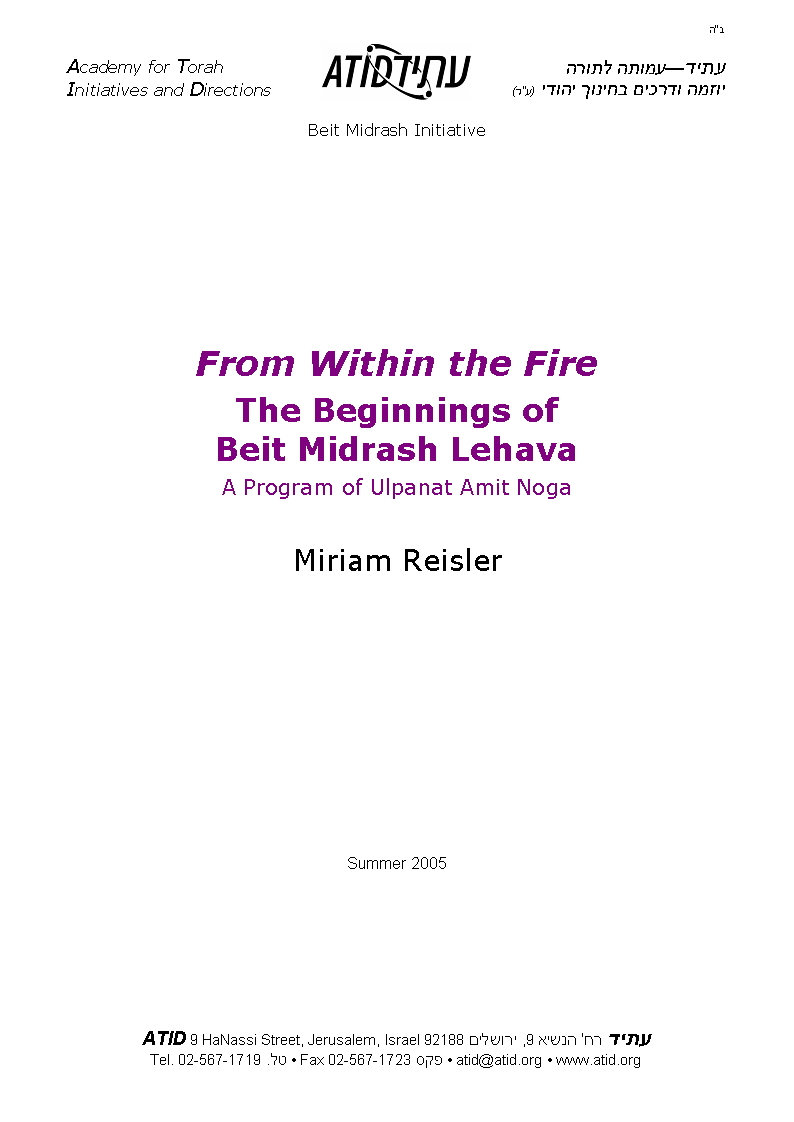 ב"ה
Academy for Torah
Initiatives and Directions
ATID עתיד
עתיד—עמותה לתורה
יוזמה ודרכים בחינוך יהודי (ע"ר)
Beit Midrash Initiative
From Within the Fire
The Beginnings of
Beit Midrash Lehava
A Program of Ulpanat Amit Noga
Miriam Reisler
Summer 2005
ATID 9 HaNassi Street, Jerusalem, Israel 92188 עתיד רח' הנשיא 9, ירושלים
Tel. 02-567-1719 טל. • Fax 02-567-1723 פקס • atid@atid.org • www.atid.org